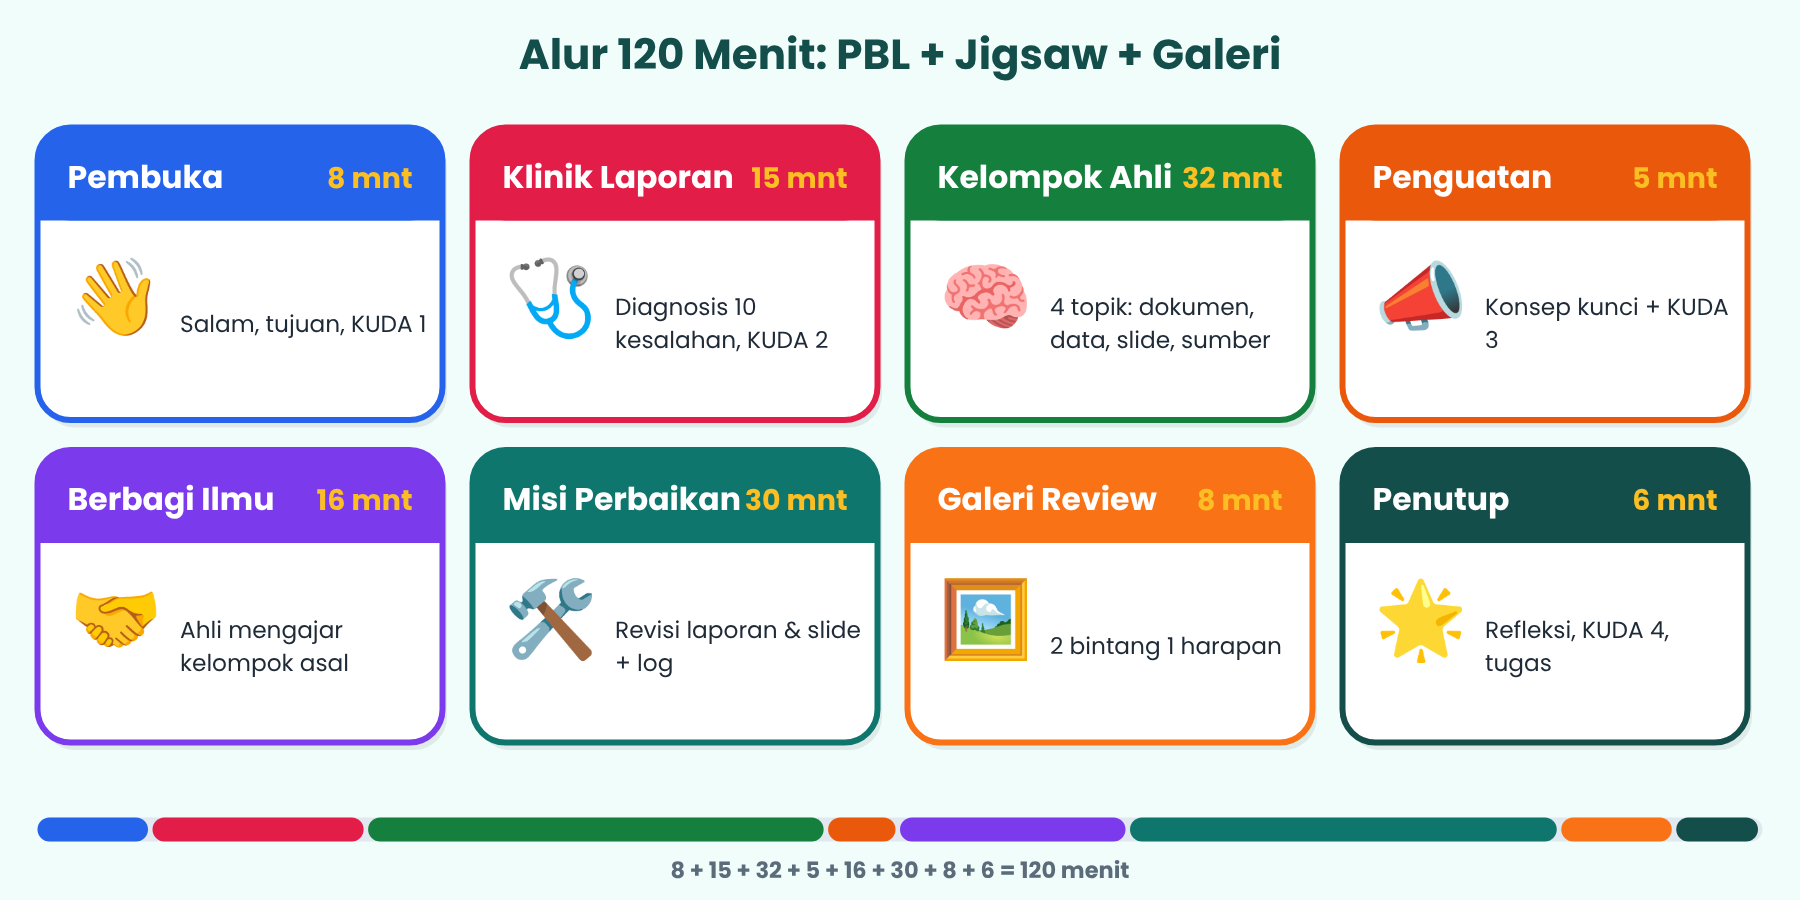 Alur 120 Menit: PBL + Jigsaw + Galeri
Pembuka 8 mnt
Salam, tujuan, KUDA 1
Klinik Laporan 15 mnt
Diagnosis 10
kesalahan, KUDA 2
Kelompok Ahli 32 mnt
4 topik: dokumen,
data, slide, sumber
Penguatan 5 mnt
Konsep kunci + KUDA
3
Berbagi Ilmu 16 mnt
Ahli mengajar
kelompok asal
Misi Perbaikan 30 mnt
Revisi laporan & slide
+ log
Galeri Review 8 mnt
2 bintang 1 harapan
Penutup 6 mnt
Refleksi, KUDA 4,
tugas
8 + 15 + 32 + 5 + 16 + 30 + 8 + 6 = 120 menit